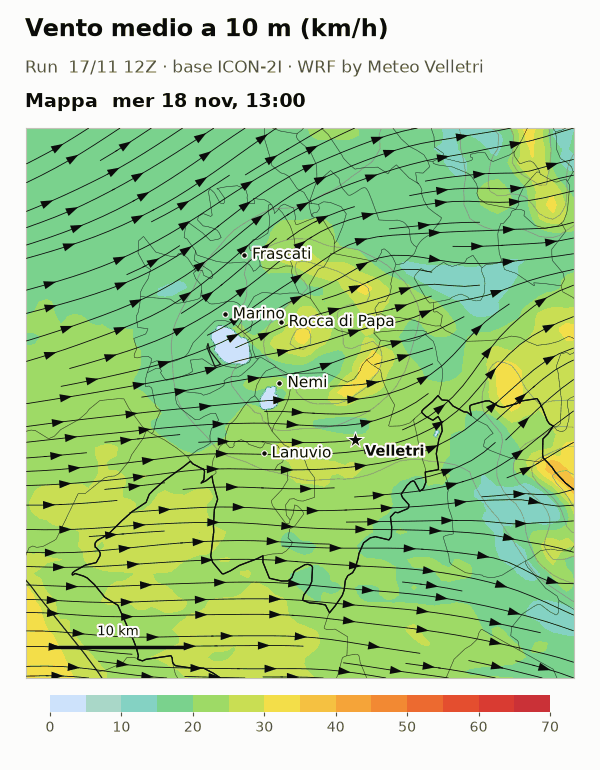 Vento medio a 10 m (km/h)
Run  17/11 12Z · base ICON-2I · WRF by Meteo Velletri
Mappa  mer 18 nov, 13:00
Frascati
Marino
Rocca di Papa
Nemi
Velletri
Lanuvio
10 km
0 10 20 30 40 50 60 70